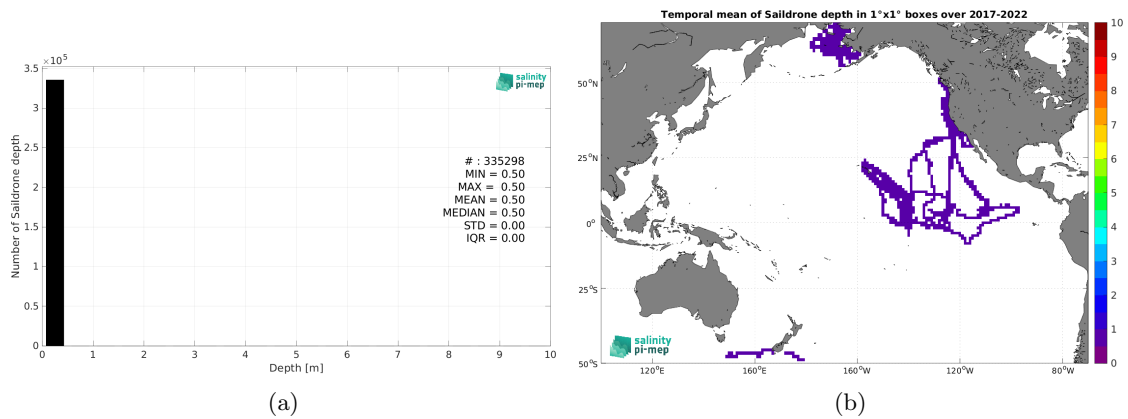 ×10⁵
3.5
3
2.5
2
1.5
1
0.5
0
Number of Saildrone depth
0 1 2 3 4 5 6 7 8 9 10
Depth [m]
salinity
pi-mep
# : 335298
MIN = 0.50
MAX = 0.50
MEAN = 0.50
MEDIAN = 0.50
STD = 0.00
IQR = 0.00
(a)
Temporal mean of Saildrone depth in 1°x1° boxes over 2017-2022
50°N
25°N
0°
25°S
50°S
120°E 160°E 160°W 120°W 80°W
salinity
pi-mep
10
9
8
7
6
5
4
3
2
1
0
(b)